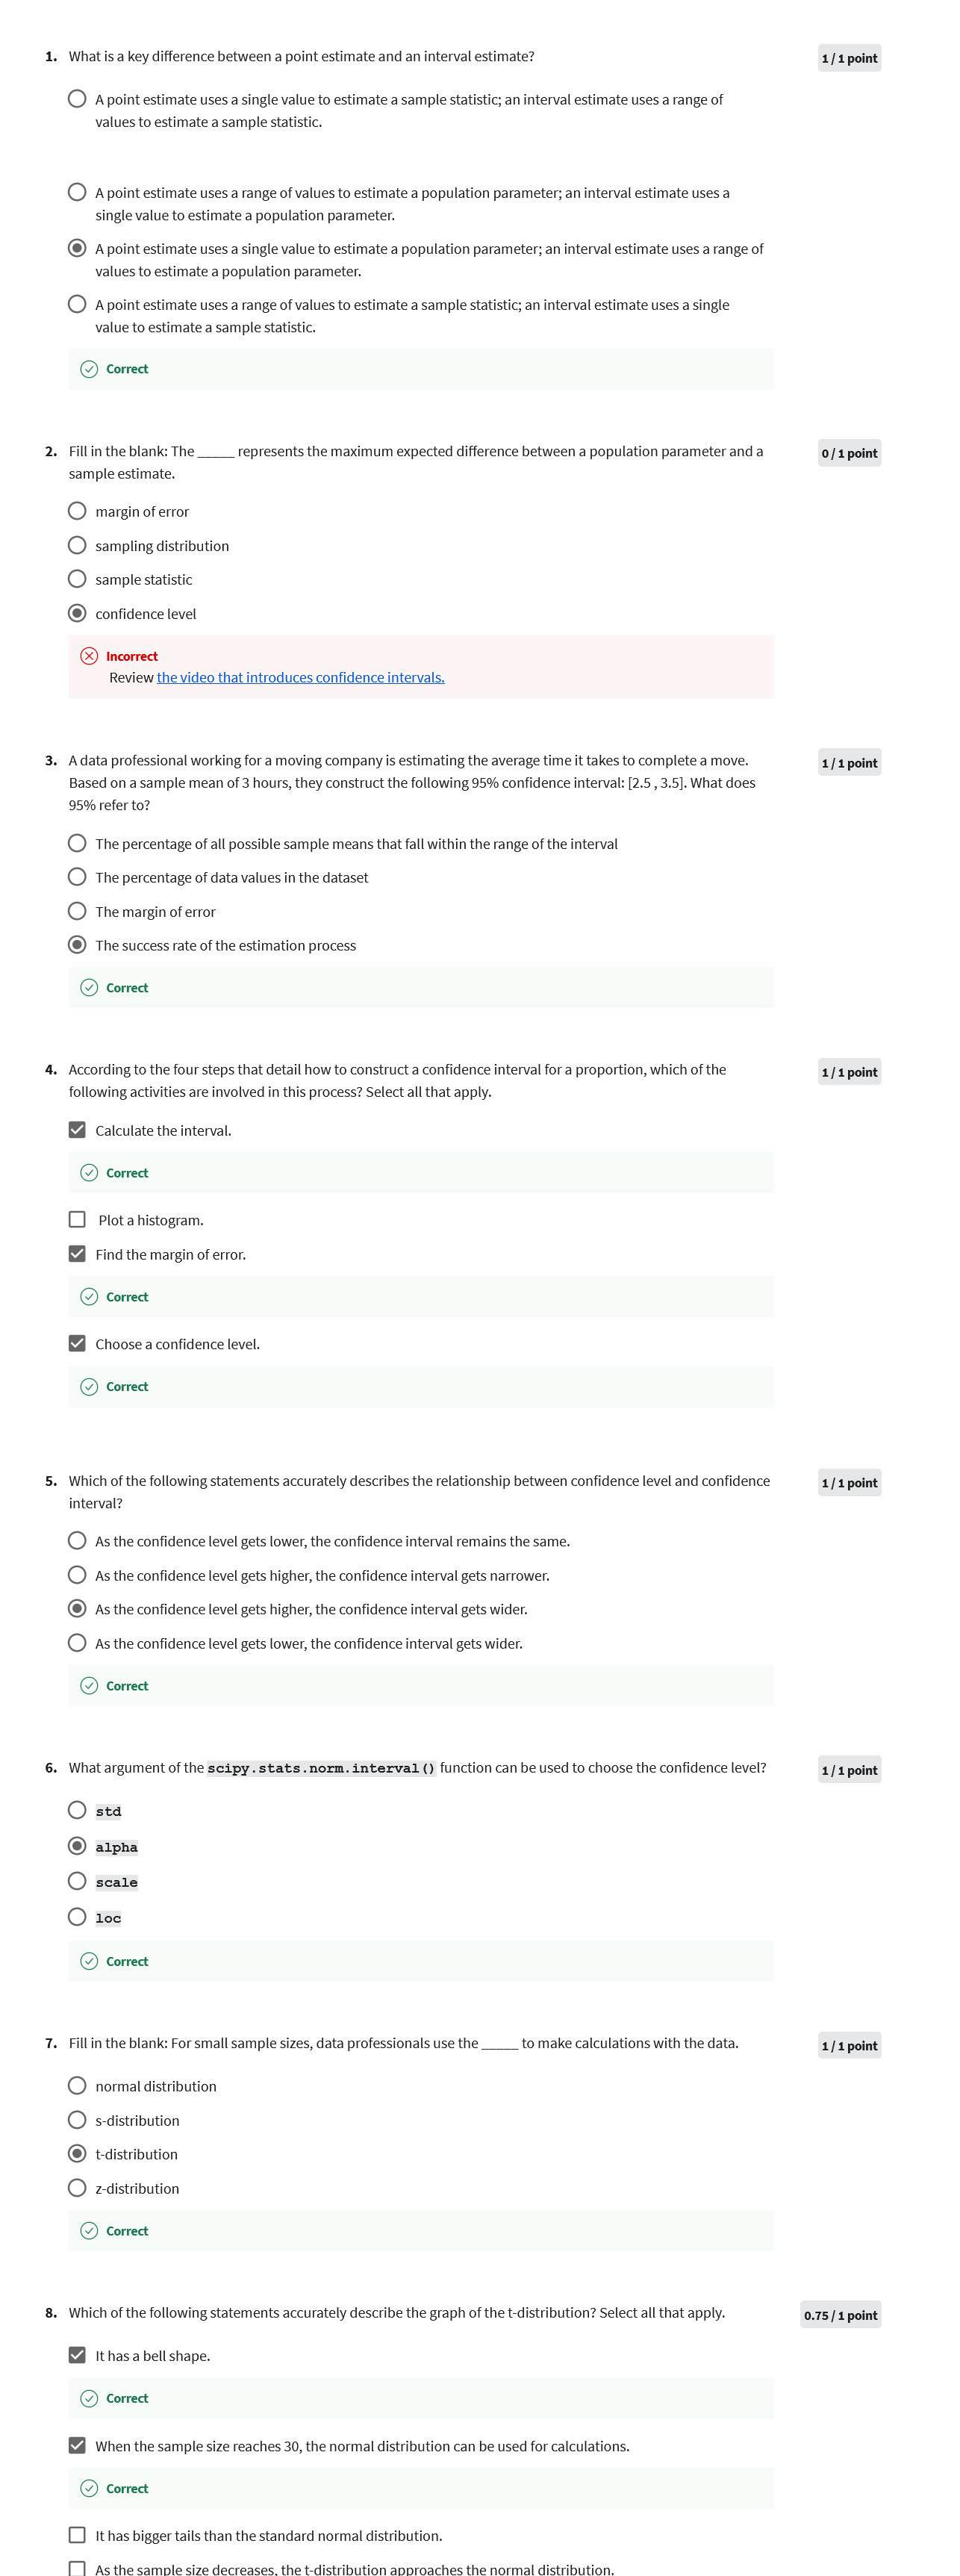 1. What is a key difference between a point estimate and an interval estimate?
1 / 1 point
A point estimate uses a single value to estimate a sample statistic; an interval estimate uses a range of
values to estimate a sample statistic.
A point estimate uses a range of values to estimate a population parameter; an interval estimate uses a
single value to estimate a population parameter.
A point estimate uses a single value to estimate a population parameter; an interval estimate uses a range of
values to estimate a population parameter.
A point estimate uses a range of values to estimate a sample statistic; an interval estimate uses a single
value to estimate a sample statistic.
Correct
2. Fill in the blank: The _____ represents the maximum expected difference between a population parameter and a
sample estimate.
0 / 1 point
margin of error
sampling distribution
sample statistic
confidence level
Incorrect
Review the video that introduces confidence intervals.
3. A data professional working for a moving company is estimating the average time it takes to complete a move.
Based on a sample mean of 3 hours, they construct the following 95% confidence interval: [2.5 , 3.5]. What does
95% refer to?
1 / 1 point
The percentage of all possible sample means that fall within the range of the interval
The percentage of data values in the dataset
The margin of error
The success rate of the estimation process
Correct
4. According to the four steps that detail how to construct a confidence interval for a proportion, which of the
following activities are involved in this process? Select all that apply.
1 / 1 point
Calculate the interval.
Correct
Plot a histogram.
Find the margin of error.
Correct
Choose a confidence level.
Correct
5. Which of the following statements accurately describes the relationship between confidence level and confidence
interval?
1 / 1 point
As the confidence level gets lower, the confidence interval remains the same.
As the confidence level gets higher, the confidence interval gets narrower.
As the confidence level gets higher, the confidence interval gets wider.
As the confidence level gets lower, the confidence interval gets wider.
Correct
6. What argument of the scipy.stats.norm.interval() function can be used to choose the confidence level?
1 / 1 point
std
alpha
scale
loc
Correct
7. Fill in the blank: For small sample sizes, data professionals use the _____ to make calculations with the data.
1 / 1 point
normal distribution
s-distribution
t-distribution
z-distribution
Correct
8. Which of the following statements accurately describe the graph of the t-distribution? Select all that apply.
0.75 / 1 point
It has a bell shape.
Correct
When the sample size reaches 30, the normal distribution can be used for calculations.
Correct
It has bigger tails than the standard normal distribution.
As the sample size decreases, the t-distribution approaches the normal distribution.